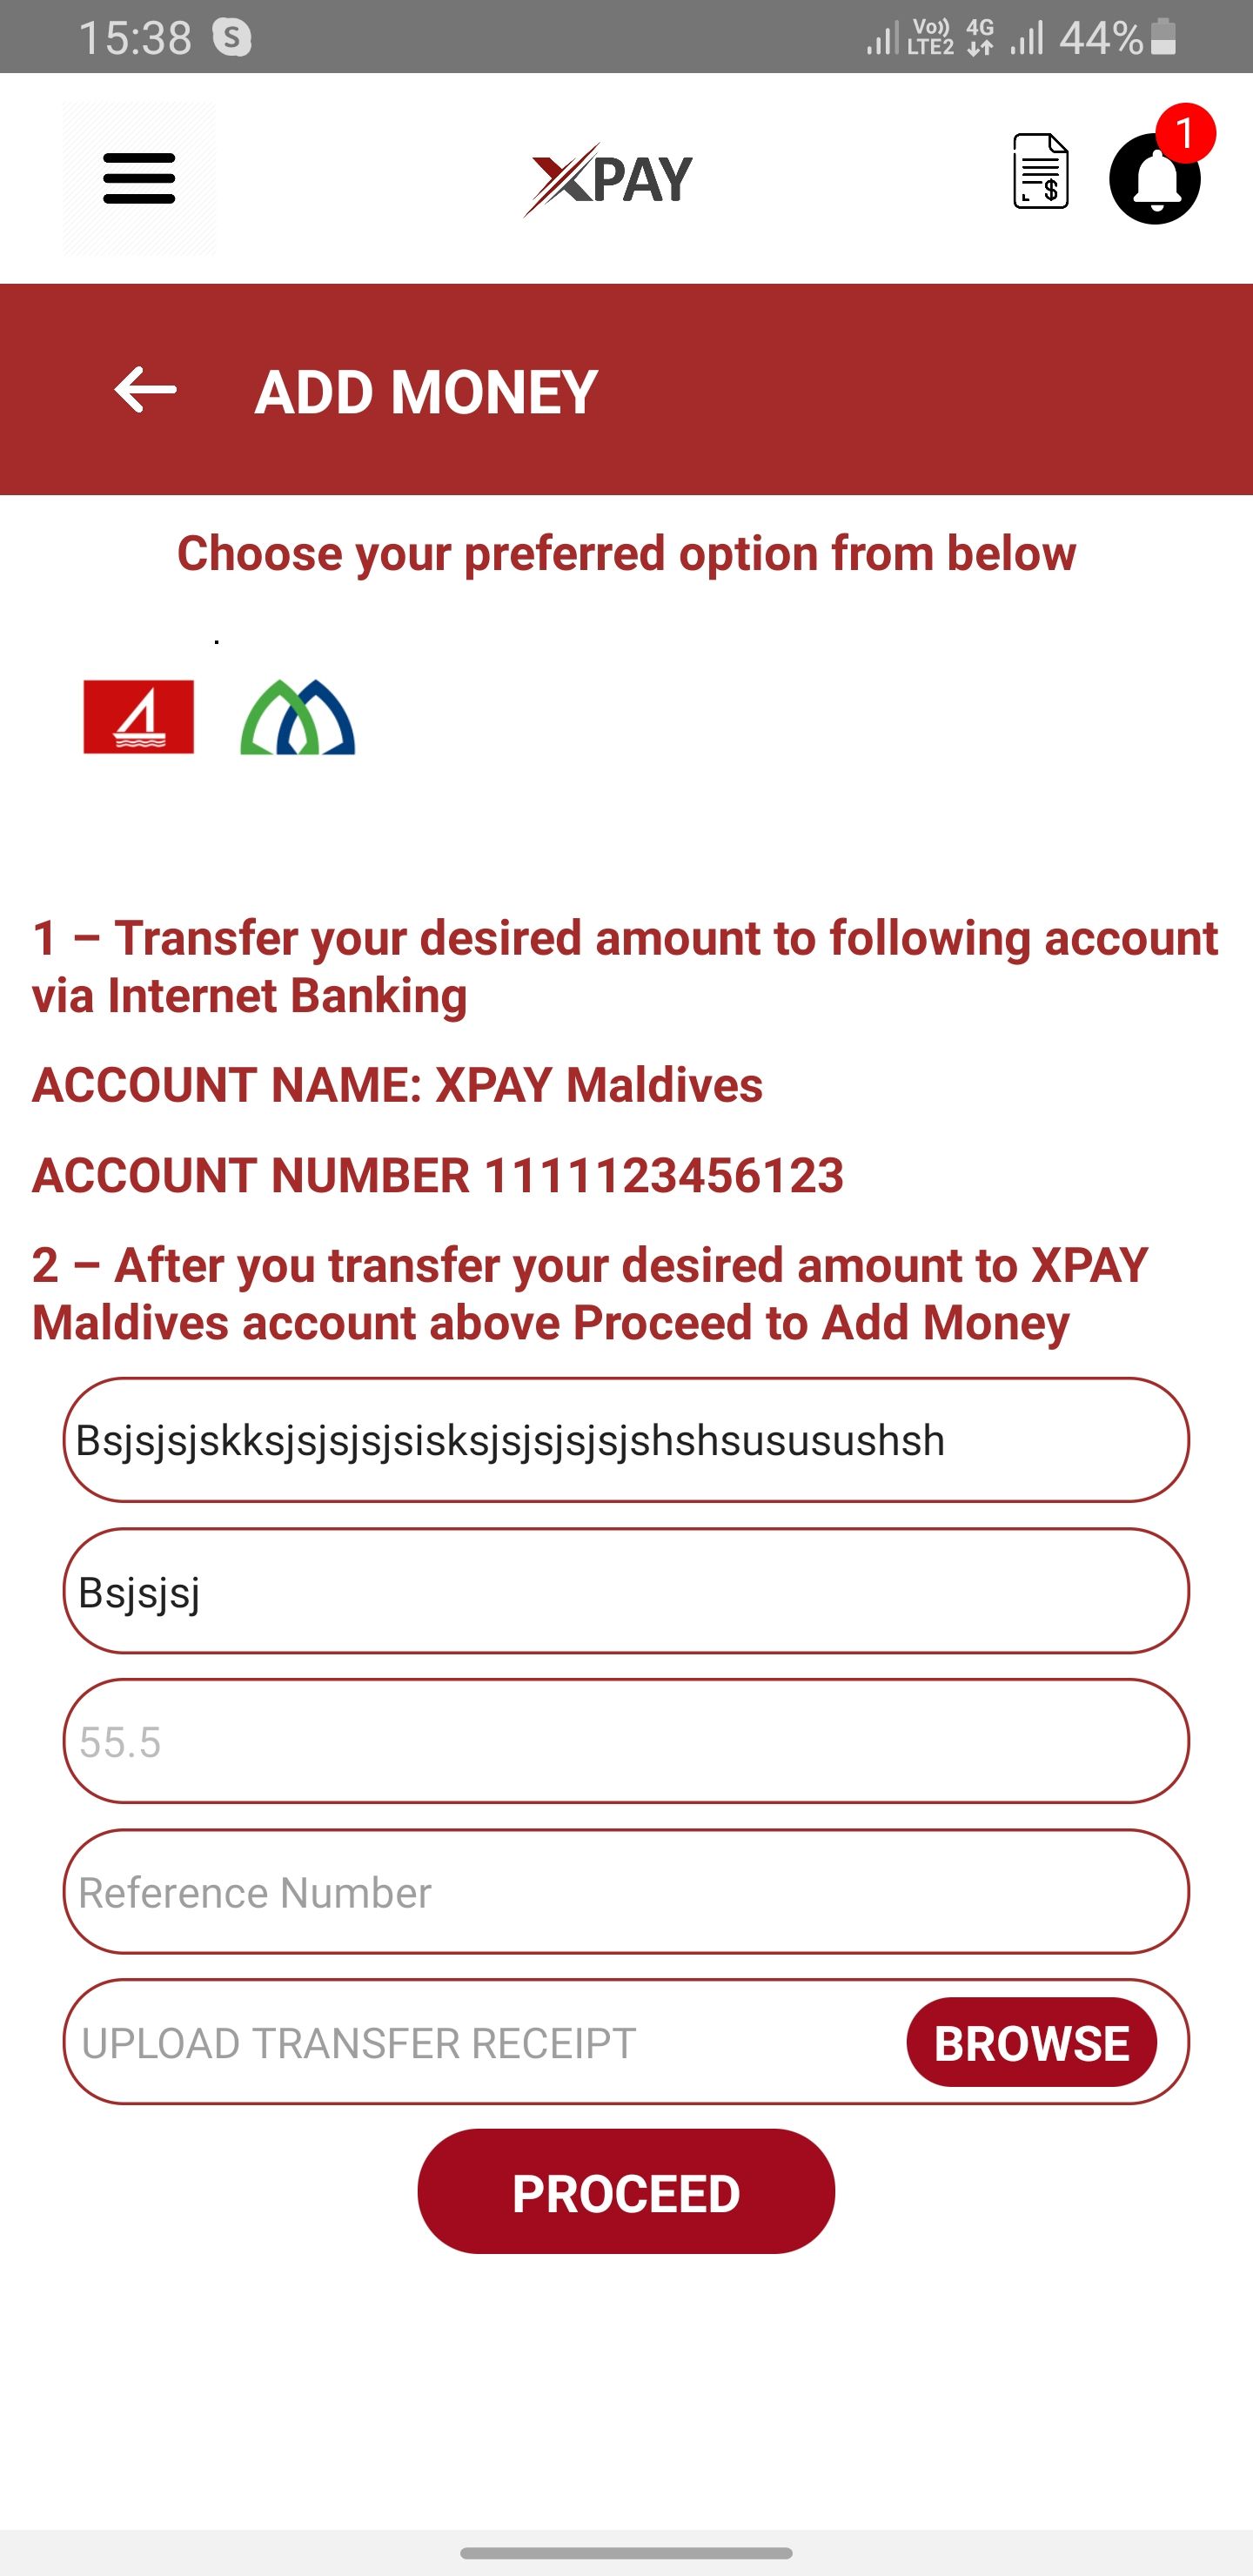 15:38 S Vo)) LTE2 4G 44%
XPAY $ 1
ADD MONEY
Choose your preferred option from below
.
1 – Transfer your desired amount to following account
via Internet Banking
ACCOUNT NAME: XPAY Maldives
ACCOUNT NUMBER 1111123456123
2 – After you transfer your desired amount to XPAY
Maldives account above Proceed to Add Money
BsjsjsjskksjsjsjsjsisksjsjsjsjsjshshsusususHsh
Bsjsjsj
55.5
Reference Number
UPLOAD TRANSFER RECEIPT BROWSE
PROCEED